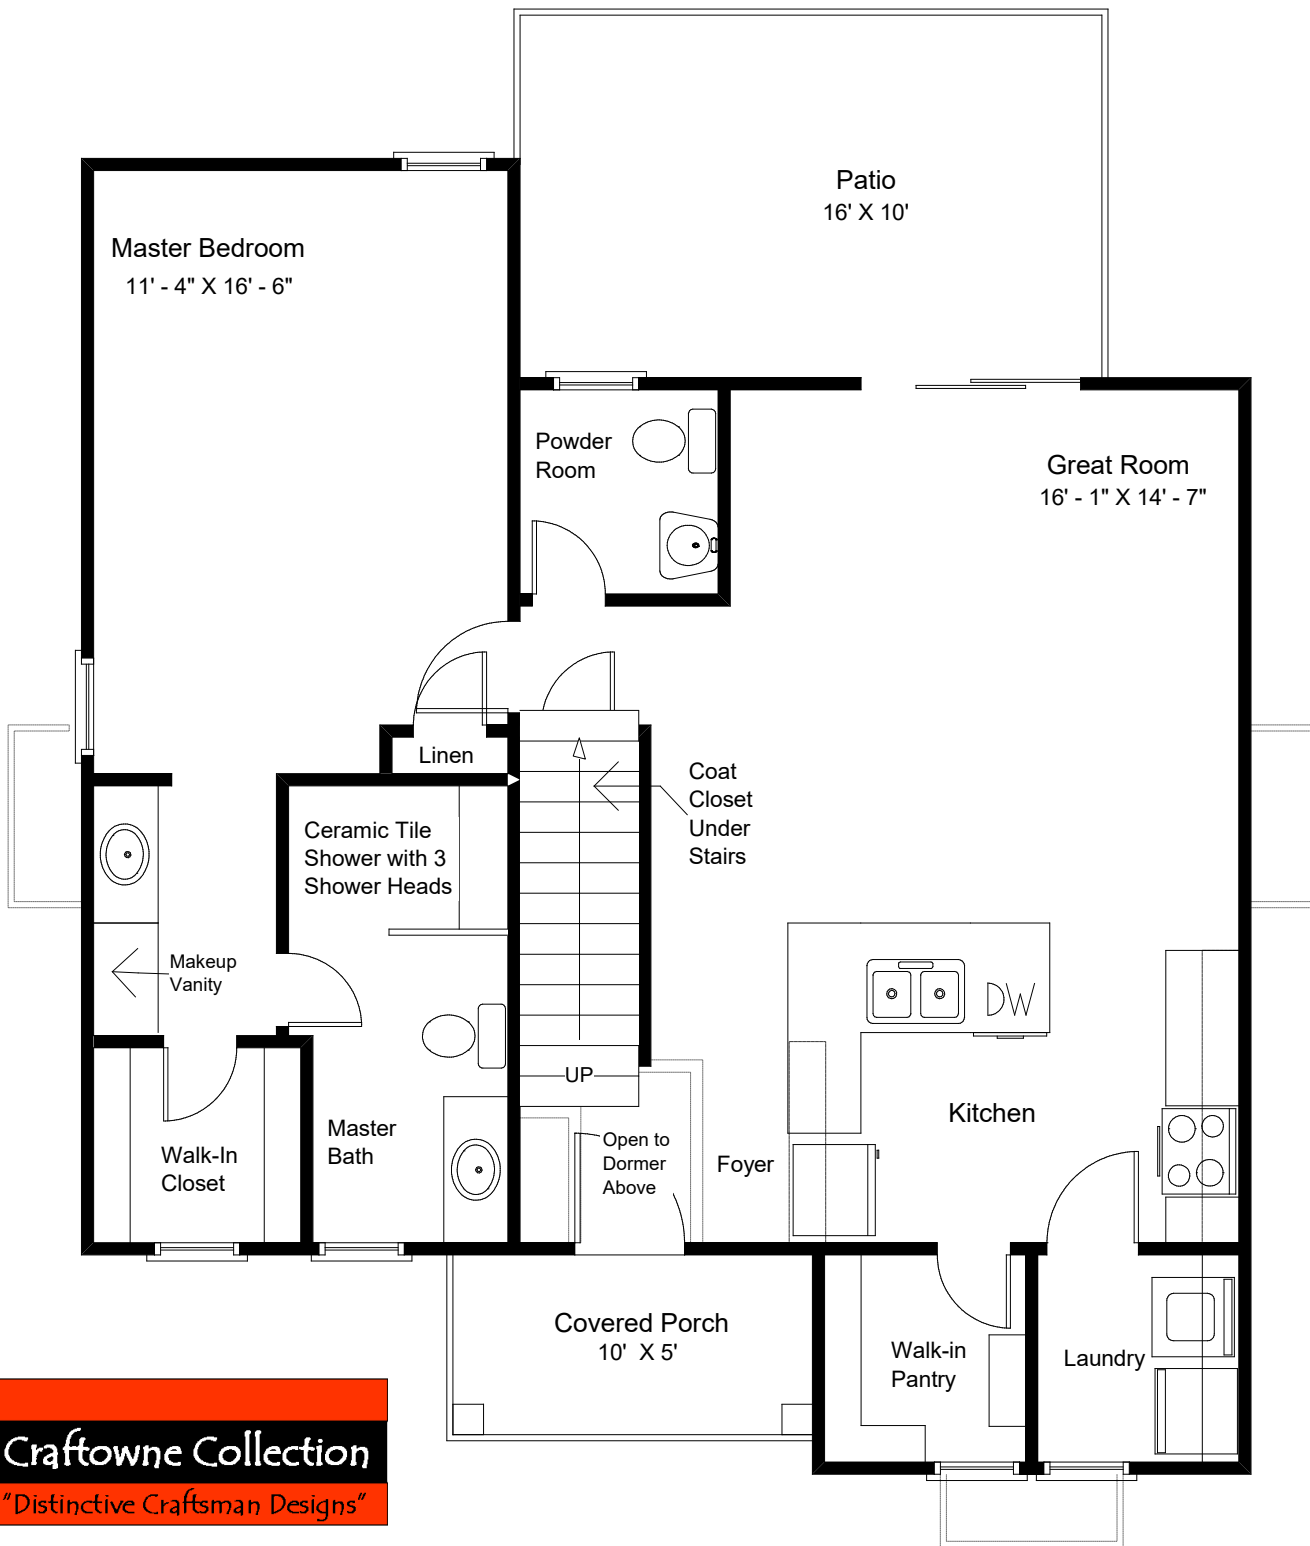 Patio
16' X 10'
Master Bedroom
11' - 4" X 16' - 6"
Powder
Room
Great Room
16' - 1" X 14' - 7"
Linen
Coat
Closet
Under
Stairs
Ceramic Tile
Shower with 3
Shower Heads
Makeup
Vanity
DW
UP
Kitchen
Master
Bath
Walk-In
Closet
Open to
Dormer
Above
Foyer
Covered Porch
10' X 5'
Walk-in
Pantry
Laundry
Craftowne Collection
"Distinctive Craftsman Designs"